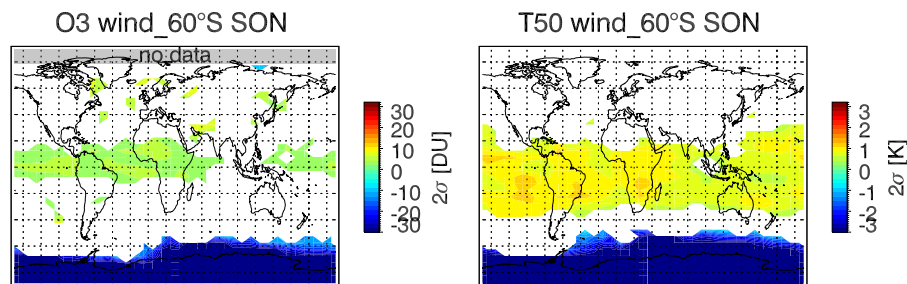 O3 wind_60°S SON
no data
30
20
10
0
-10
-20
-30
2σ [DU]
T50 wind_60°S SON
3
2
1
0
-1
-2
-3
2σ [K]